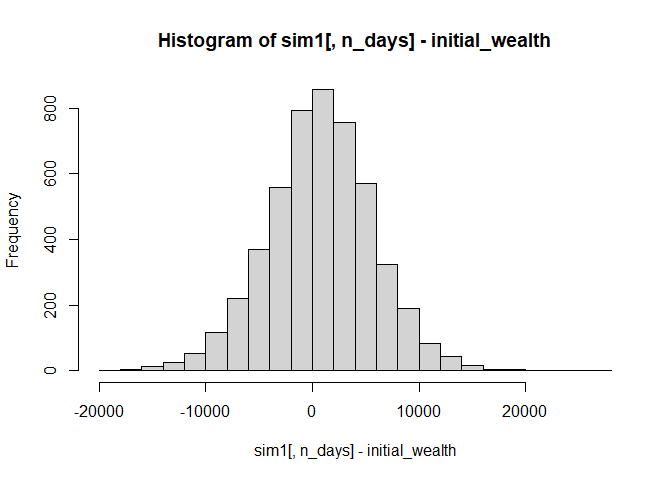 Histogram of sim1[, n_days] - initial_wealth
Frequency
800
600
400
200
0
-20000 -10000 0 10000 20000
sim1[, n_days] - initial_wealth